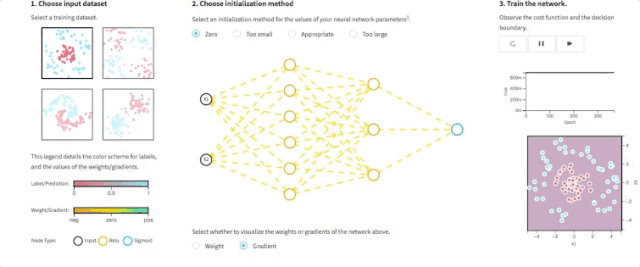 1. Choose input dataset
Select a training dataset.
This legend details the color scheme for labels,
and the values of the weights/gradients.
Label/Prediction:
0 0.5 1
Weight/Gradient:
neg zero pos
Node Type: Input Relu Sigmoid
2. Choose initialization method
Select an initialization method for the values of your neural network parameters¹.
Zero Too small Appropriate Too large
X1
X2
Select whether to visualize the weights or gradients of the network above.
Weight Gradient
3. Train the network.
Observe the cost function and the decision
boundary.
600m
400m
200m
0m
Cost
100 200 300
Epoch
4
2
0
-2
-4
X2
-4 -2 0 2 4
X1